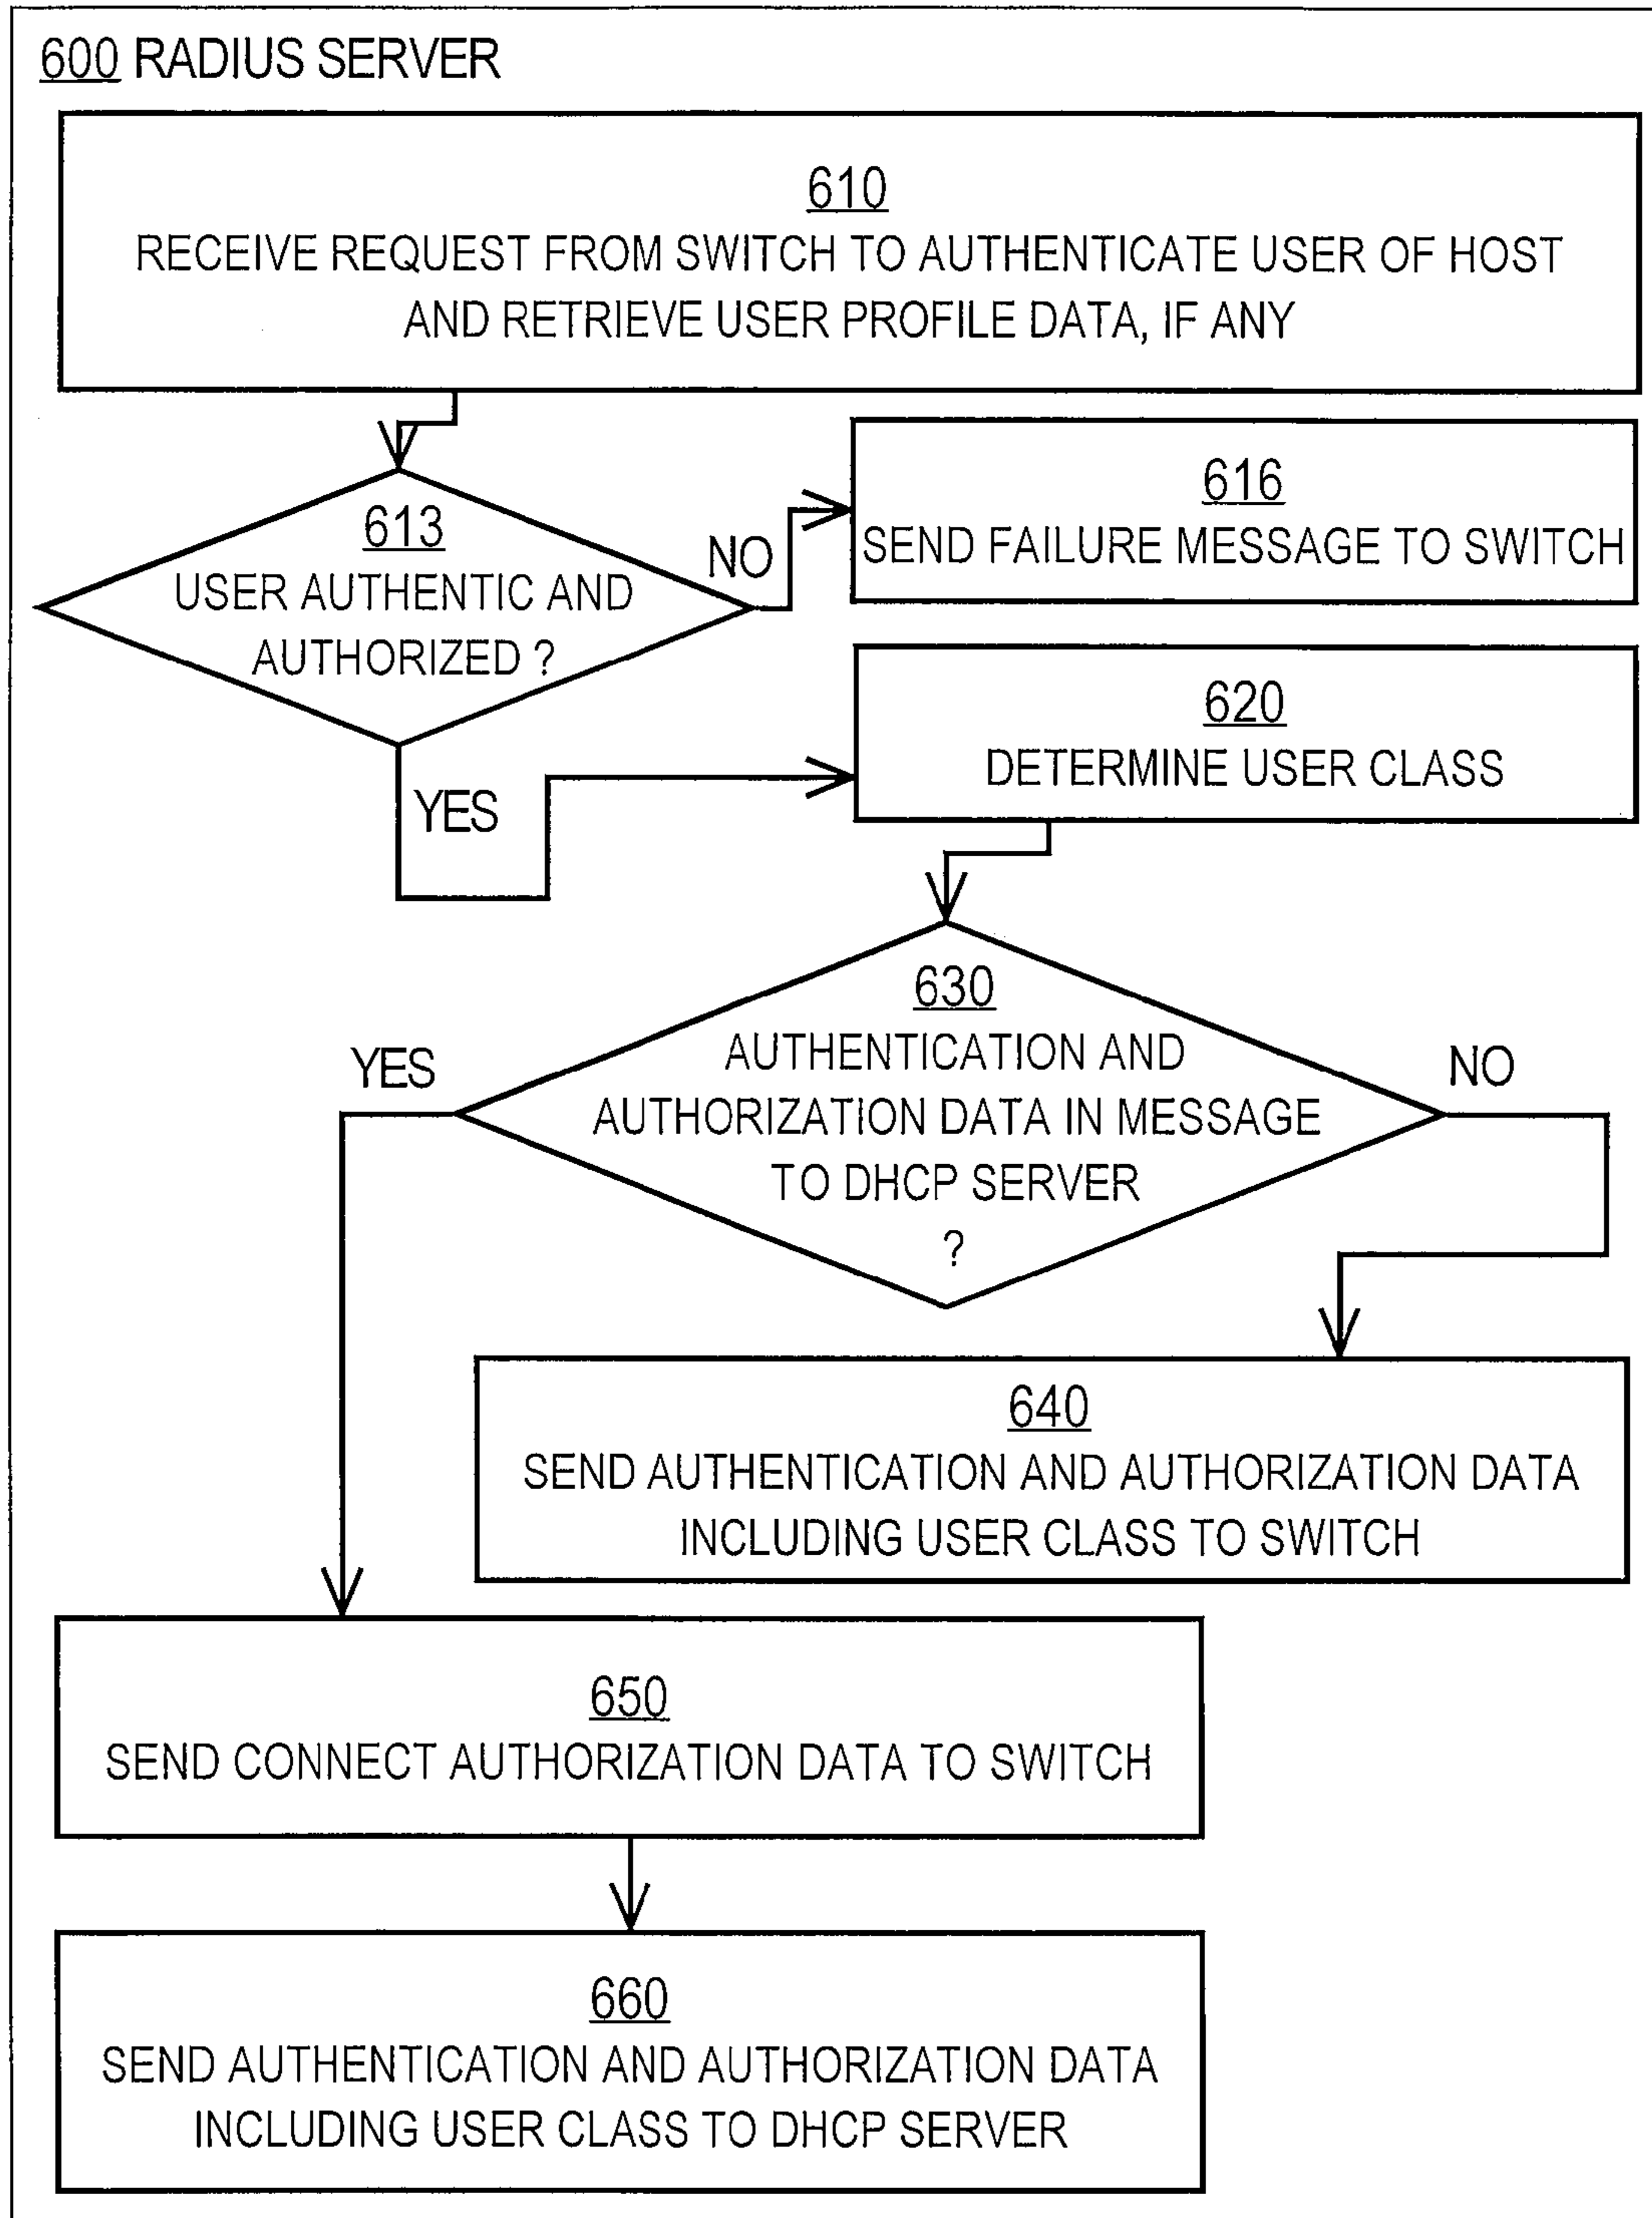 600 RADIUS SERVER
610
RECEIVE REQUEST FROM SWITCH TO AUTHENTICATE USER OF HOST
AND RETRIEVE USER PROFILE DATA, IF ANY
613
USER AUTHENTIC AND
AUTHORIZED ?
NO
616
SEND FAILURE MESSAGE TO SWITCH
YES
620
DETERMINE USER CLASS
630
AUTHENTICATION AND
AUTHORIZATION DATA IN MESSAGE
TO DHCP SERVER
?
YES
NO
640
SEND AUTHENTICATION AND AUTHORIZATION DATA
INCLUDING USER CLASS TO SWITCH
650
SEND CONNECT AUTHORIZATION DATA TO SWITCH
660
SEND AUTHENTICATION AND AUTHORIZATION DATA
INCLUDING USER CLASS TO DHCP SERVER